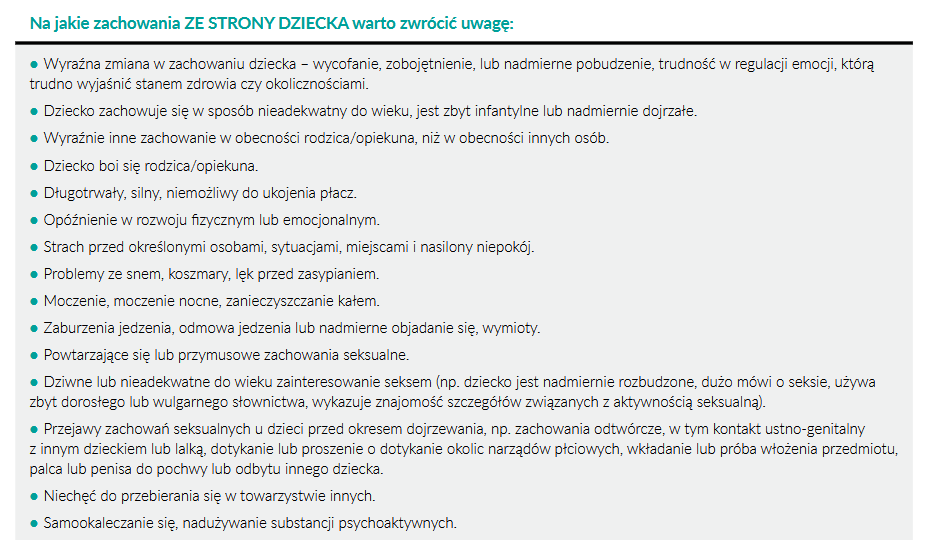 Na jakie zachowania ZE STRONY DZIECKA warto zwrócić uwagę:
● Wyraźna zmiana w zachowaniu dziecka – wycofanie, zobojętnienie, lub nadmierne pobudzenie, trudność w regulacji emocji, którą
trudno wyjaśnić stanem zdrowia czy okolicznościami.
● Dziecko zachowuje się w sposób nieadekwatny do wieku, jest zbyt infantylne lub nadmiernie dojrzałe.
● Wyraźnie inne zachowanie w obecności rodzica/opiekuna, niż w obecności innych osób.
● Dziecko boi się rodzica/opiekuna.
● Długotrwały, silny, niemożliwy do ukojenia płacz.
● Opóźnienie w rozwoju fizycznym lub emocjonalnym.
● Strach przed określonymi osobami, sytuacjami, miejscami i nasilony niepokój.
● Problemy ze snem, koszmary, lęk przed zasypianiem.
● Moczenie, moczenie nocne, zanieczyszczanie kałem.
● Zaburzenia jedzenia, odmowa jedzenia lub nadmierne objadanie się, wymioty.
● Powtarzające się lub przymusowe zachowania seksualne.
● Dziwne lub nieadekwatne do wieku zainteresowanie seksem (np. dziecko jest nadmiernie rozbudzone, dużo mówi o seksie, używa
zbyt dorosłego lub wulgarnego słownictwa, wykazuje znajomość szczegółów związanych z aktywnością seksualną).
● Przejawy zachowań seksualnych u dzieci przed okresem dojrzewania, np. zachowania odtwórcze, w tym kontakt ustno-genitalny
z innym dzieckiem lub lalką, dotykanie lub proszenie o dotykanie okolic narządów płciowych, wkładanie lub próba włożenia przedmiotu,
palca lub penisa do pochwy lub odbytu innego dziecka.
● Niechęć do przebierania się w towarzystwie innych.
● Samookaleczanie się, nadużywanie substancji psychoaktywnych.